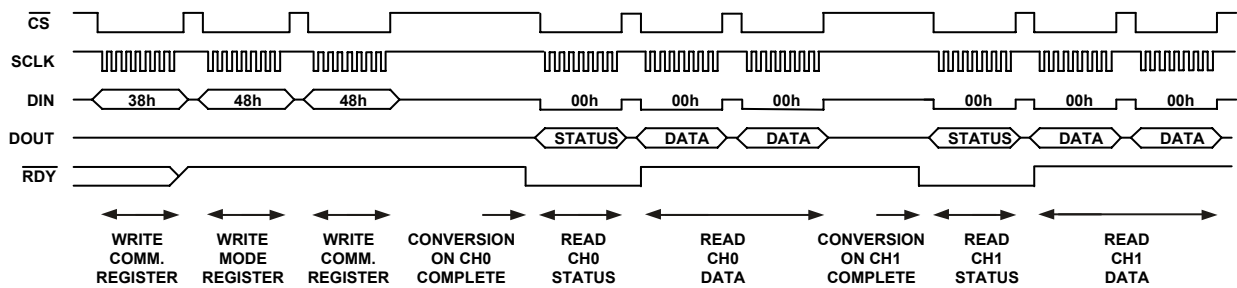 CS
SCLK
DIN 38h 48h 48h 00h 00h 00h 00h 00h 00h
DOUT STATUS DATA DATA STATUS DATA DATA
RDY
WRITE COMM. REGISTER
WRITE MODE REGISTER
WRITE COMM. REGISTER
CONVERSION ON CH0 COMPLETE
READ CH0 STATUS
READ CH0 DATA
CONVERSION ON CH1 COMPLETE
READ CH1 STATUS
READ CH1 DATA